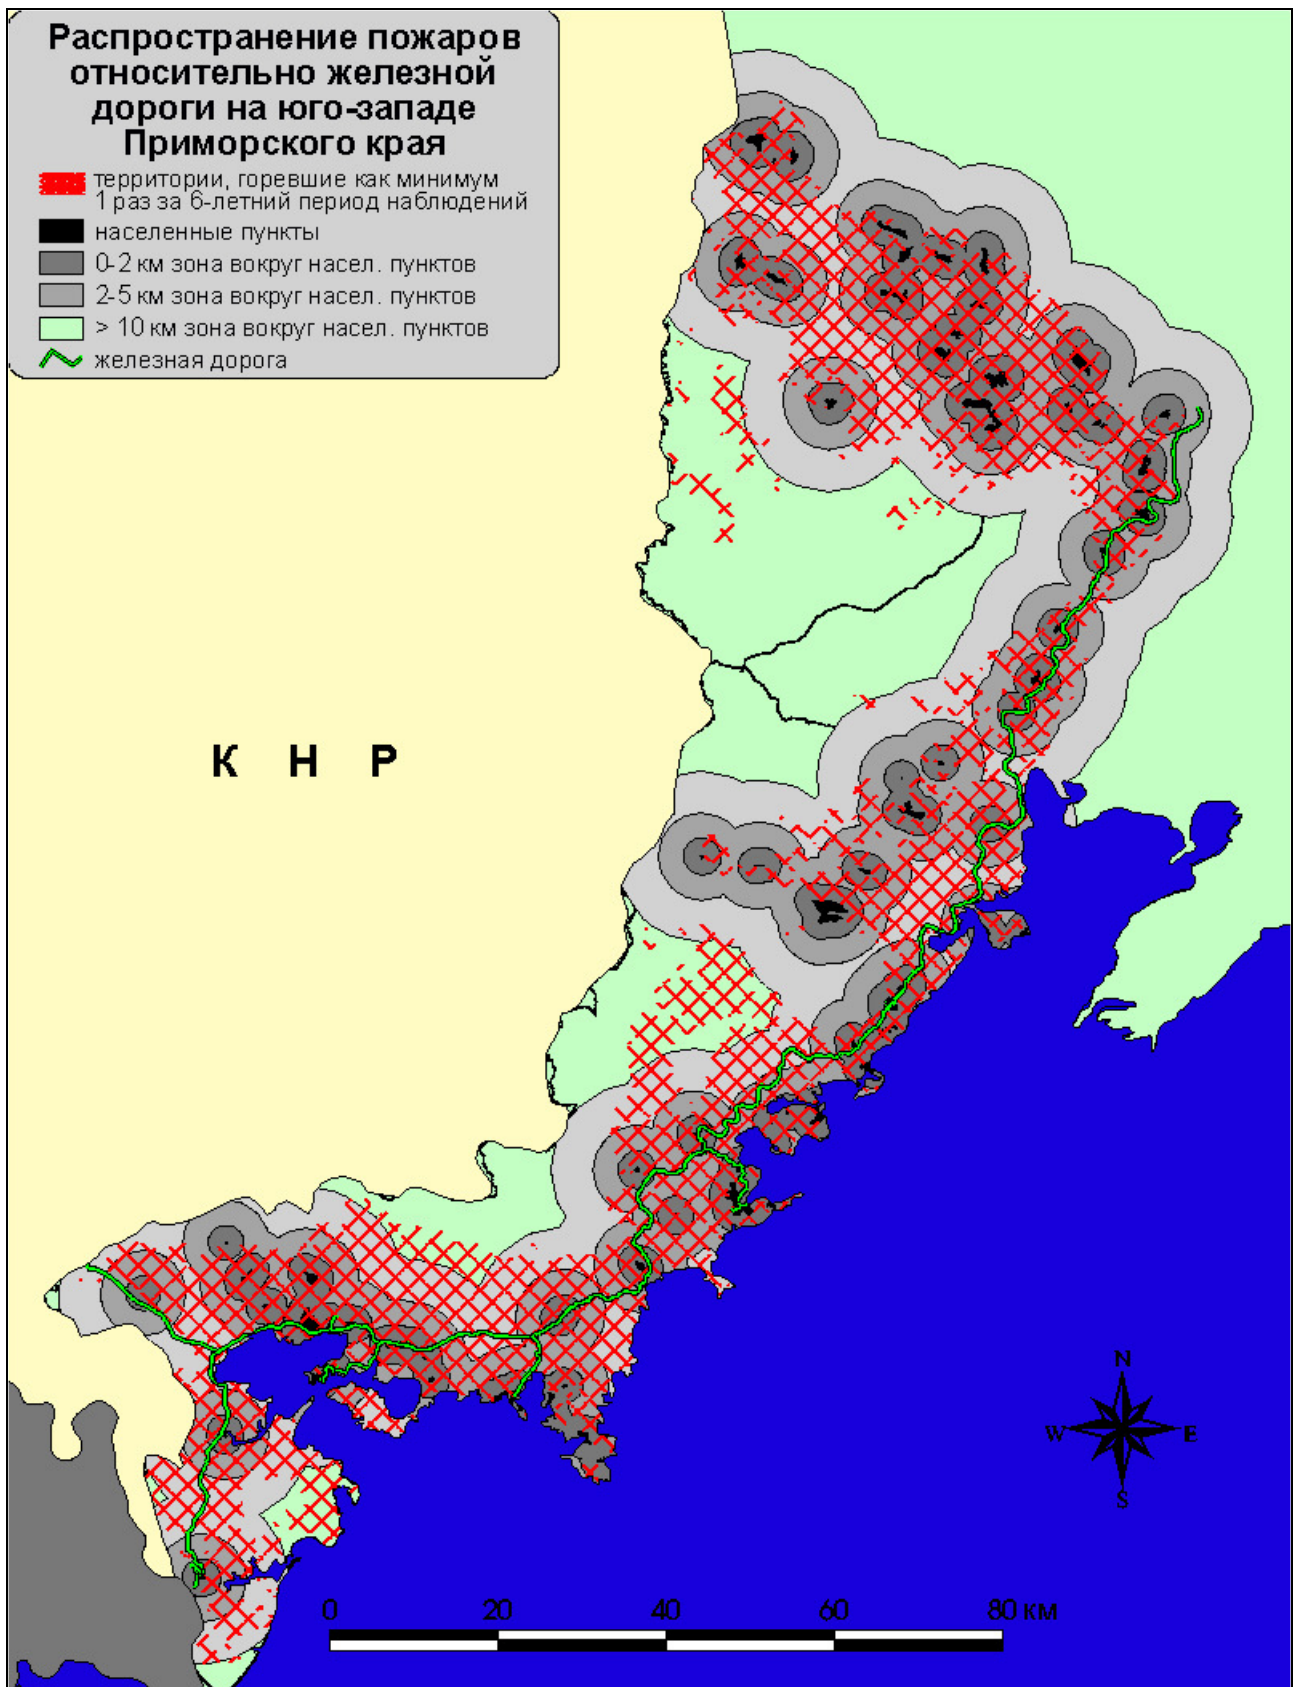 Распространение пожаров
относительно железной
дороги на юго-западе
Приморского края
территории, горевшие как минимум
1 раз за 6-летний период наблюдений
населенные пункты
0-2 км зона вокруг насел. пунктов
2-5 км зона вокруг насел. пунктов
> 10 км зона вокруг насел. пунктов
железная дорога
К Н Р
N
W E
S
0 20 40 60 80 км